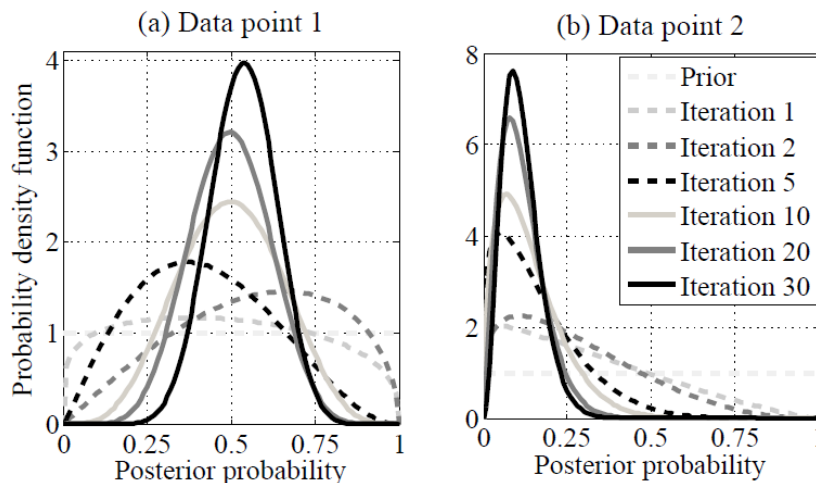 (a) Data point 1
Probability density function
4
3
2
1
0
0 0.25 0.5 0.75 1
Posterior probability
(b) Data point 2
8
6
4
2
0
0 0.25 0.5 0.75 1
Posterior probability
Prior
Iteration 1
Iteration 2
Iteration 5
Iteration 10
Iteration 20
Iteration 30